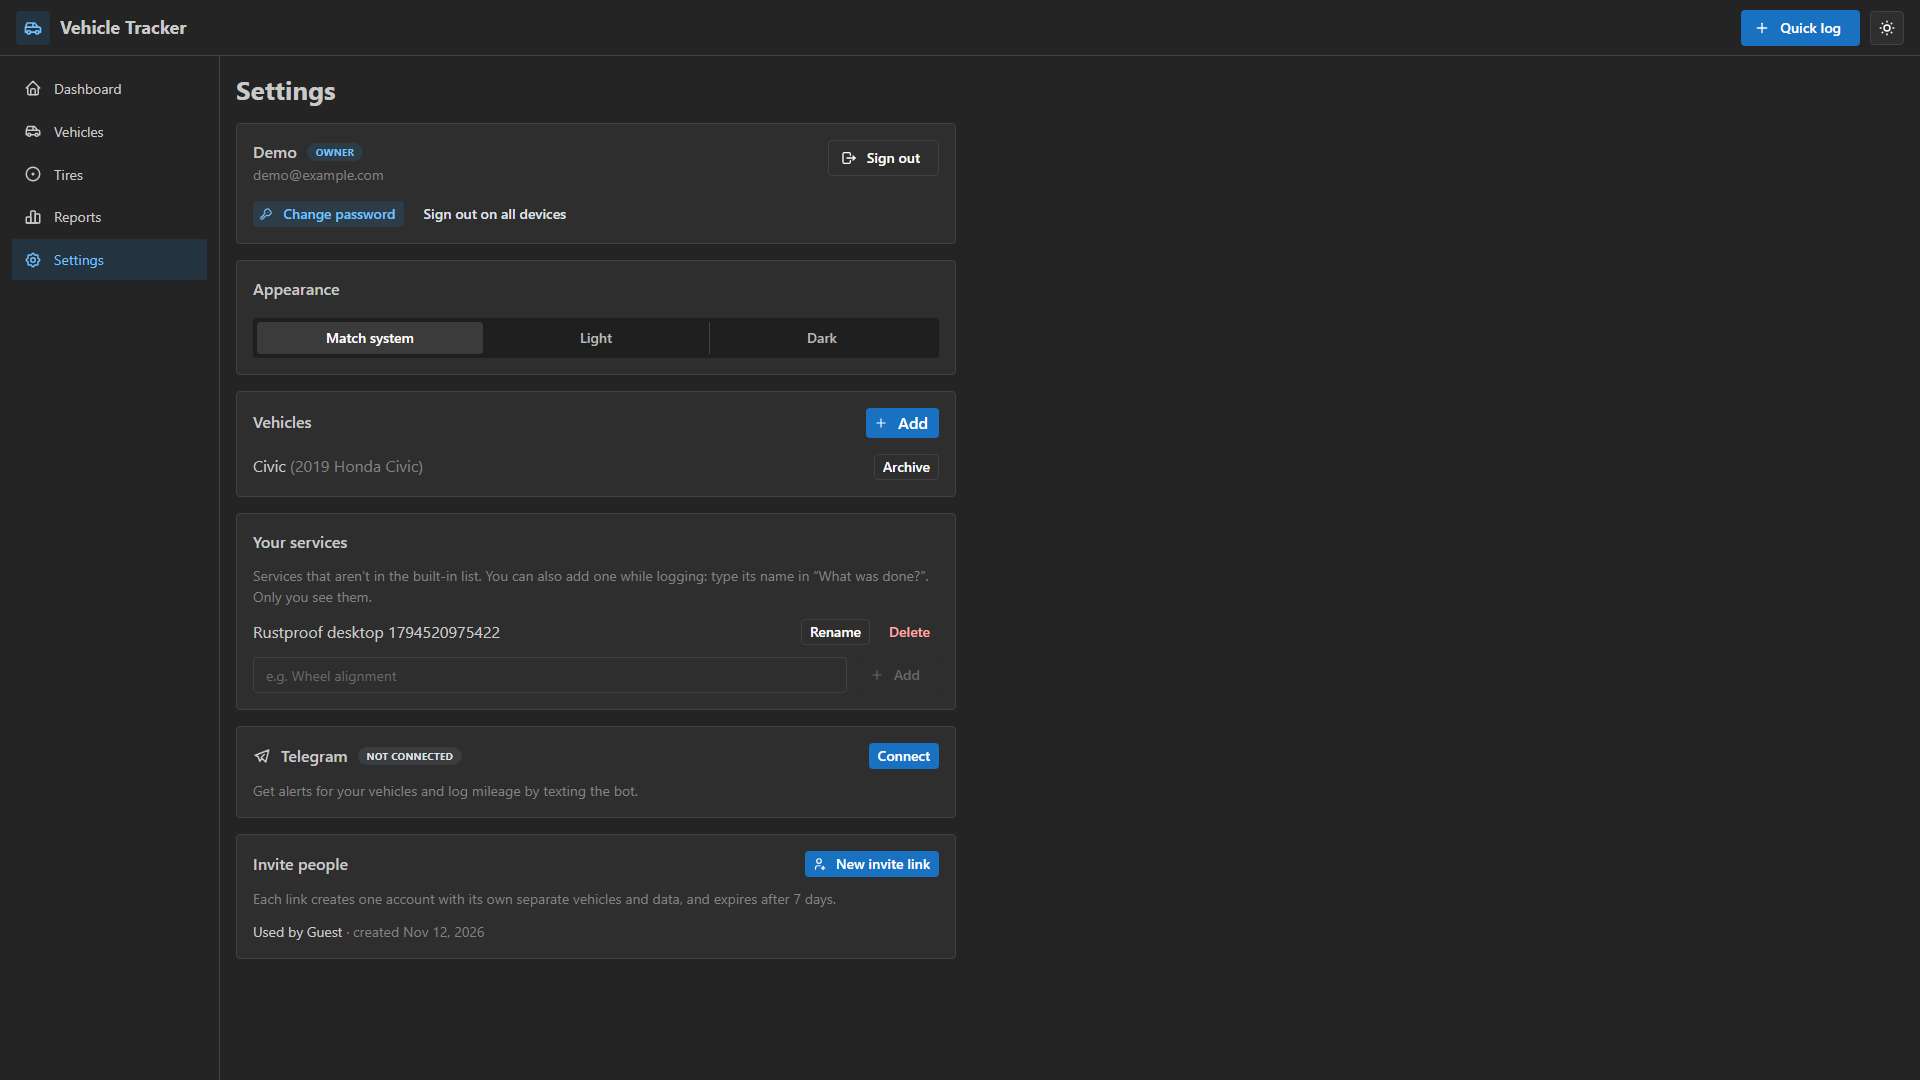 Vehicle Tracker
Quick log
Dashboard
Vehicles
Tires
Reports
Settings
Settings
Demo OWNER
demo@example.com
Sign out
Change password
Sign out on all devices
Appearance
Match system
Light
Dark
Vehicles
Add
Civic (2019 Honda Civic)
Archive
Your services
Services that aren't in the built-in list. You can also add one while logging: type its name in “What was done?”.
Only you see them.
Rustproof desktop 1794520975422
Rename
Delete
e.g. Wheel alignment
Add
Telegram NOT CONNECTED
Connect
Get alerts for your vehicles and log mileage by texting the bot.
Invite people
New invite link
Each link creates one account with its own separate vehicles and data, and expires after 7 days.
Used by Guest · created Nov 12, 2026